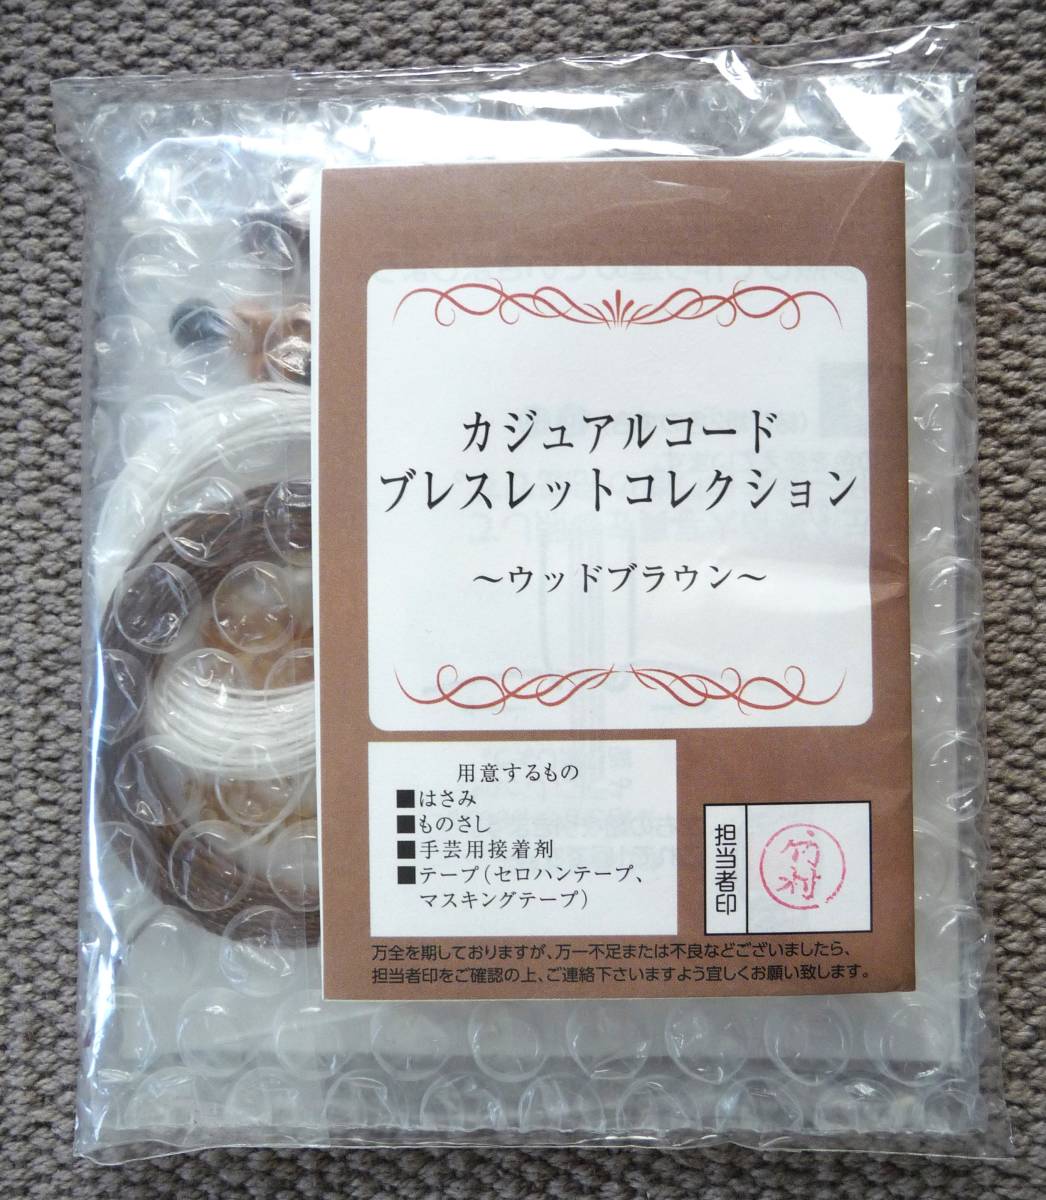 カジュアルコード
ブレスレットコレクション
～ウッドブラウン～
用意するもの
■はさみ
■ものさし
■手芸用接着剤
■テープ(セロハンテープ、
マスキングテープ)
担当者印
竹村
万全を期しておりますが、万一不足または不良などございましたら、
担当者印をご確認の上、ご連絡下さいますよう宜しくお願い致します。